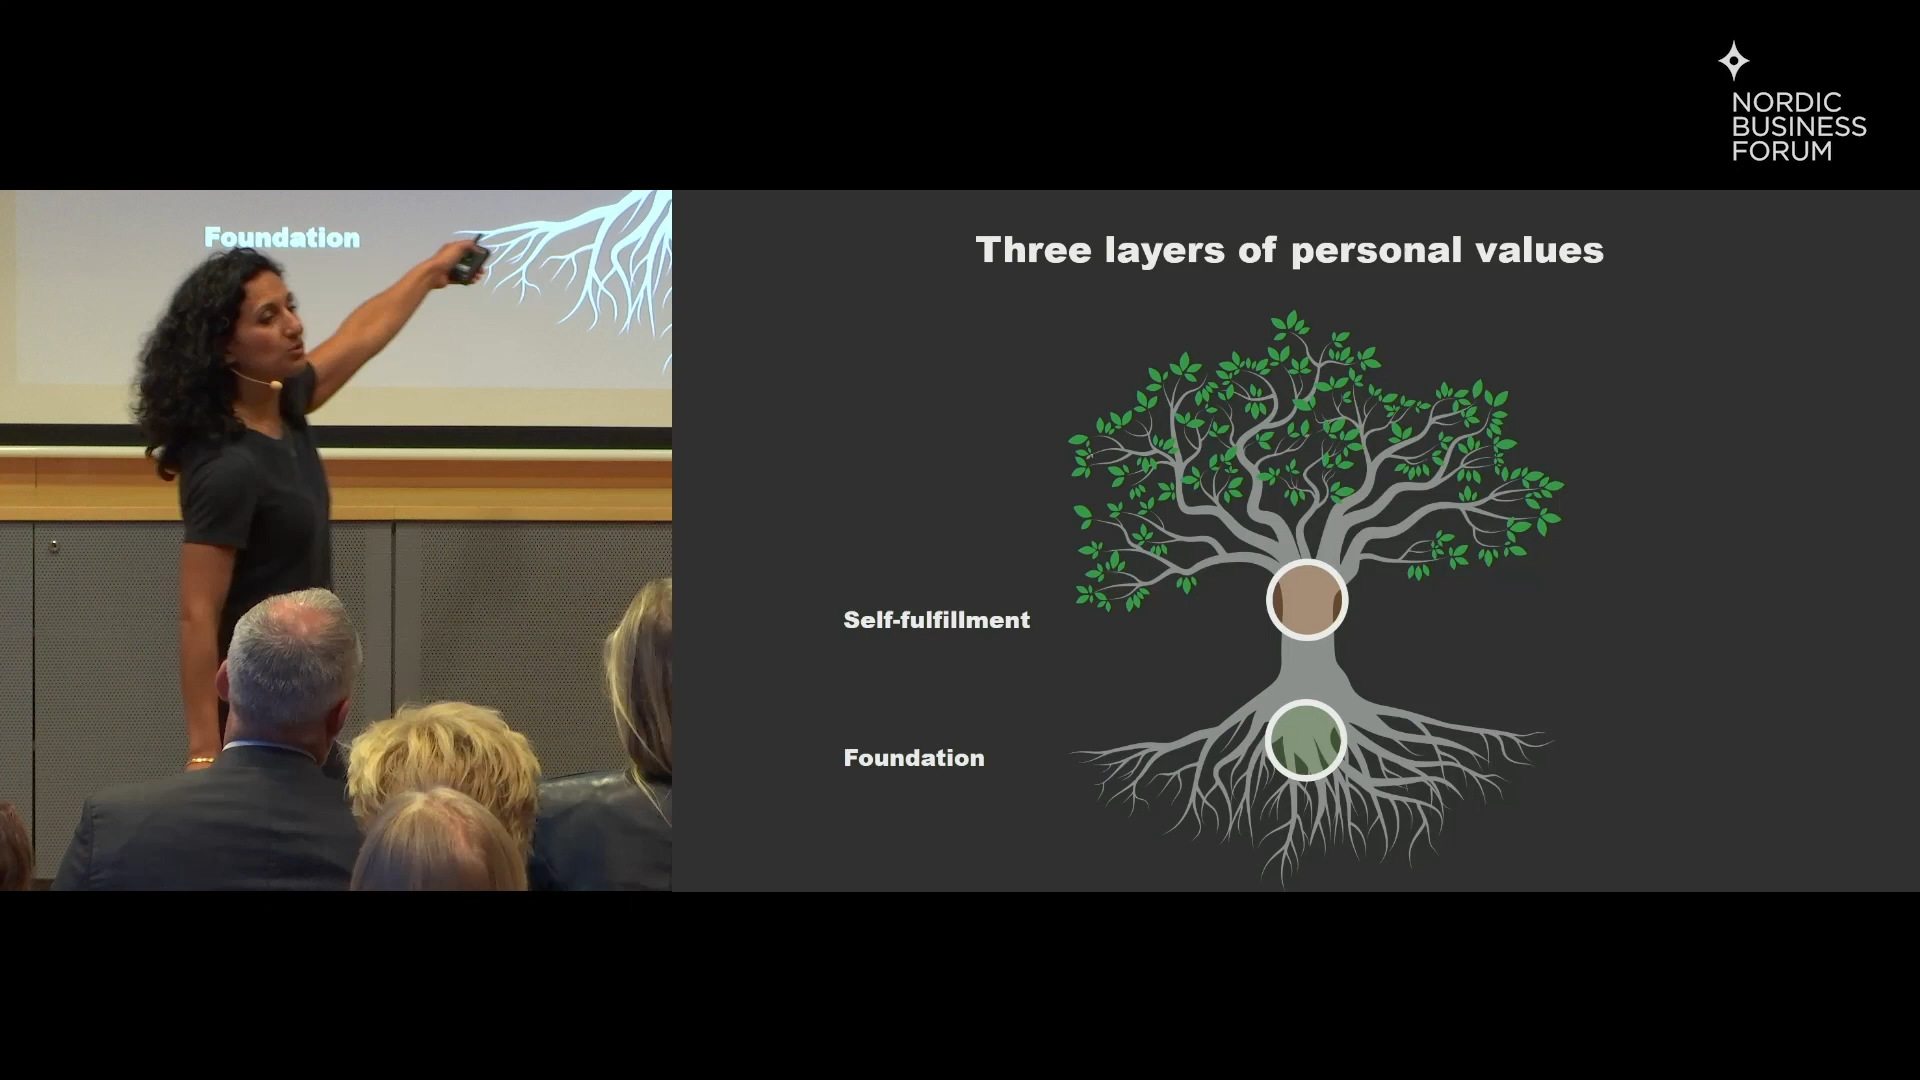 NORDIC
BUSINESS
FORUM
Foundation
Three layers of personal values
Self-fulfillment
Foundation